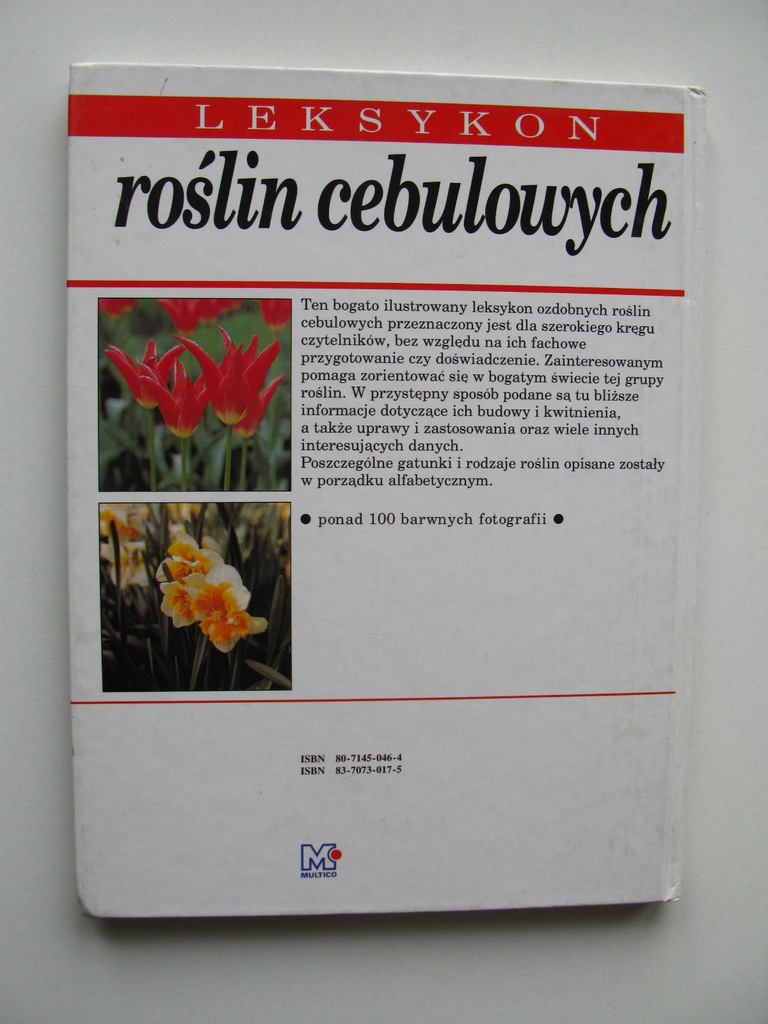 LEKSYKON
roślin cebulowych
Ten bogato ilustrowany leksykon ozdobnych roślin
cebulowych przeznaczony jest dla szerokiego kręgu
czytelników, bez względu na ich fachowe
przygotowanie czy doświadczenie. Zainteresowanym
pomaga zorientować się w bogatym świecie tej grupy
roślin. W przystępny sposób podane są tu bliższe
informacje dotyczące ich budowy i kwitnienia,
a także uprawy i zastosowania oraz wiele innych
interesujących danych.
Poszczególne gatunki i rodzaje roślin opisane zostały
w porządku alfabetycznym.
● ponad 100 barwnych fotografii ●
ISBN 80-7145-046-4
ISBN 83-7073-017-5
M
MULTICO